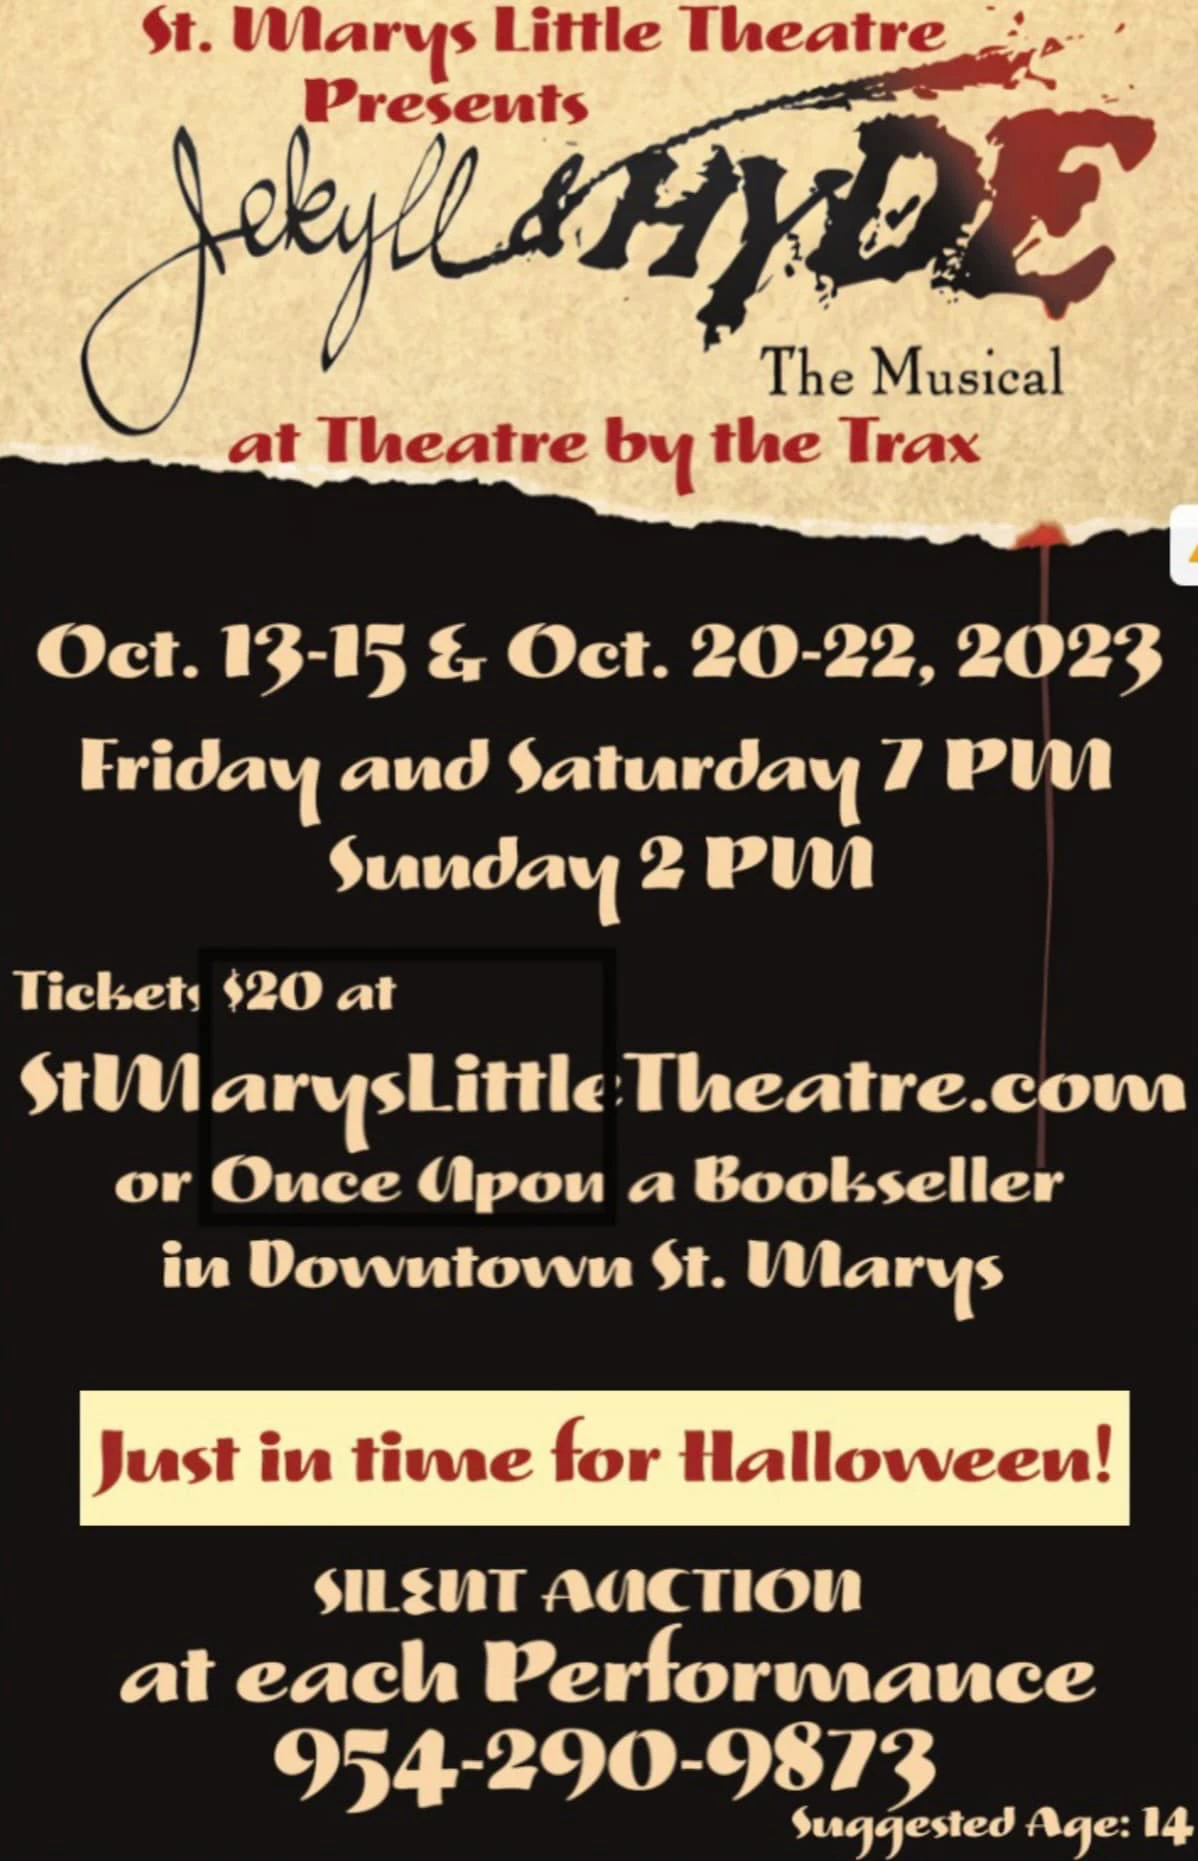 St. Marys Little Theatre
Presents
Jekyll & HYDE
The Musical
at Theatre by the Trax
Oct. 13-15 & Oct. 20-22, 2023
Friday and Saturday 7 PM
Sunday 2 PM
Tickets $20 at
StMarysLittleTheatre.com
or Once Upon a Bookseller
in Downtown St. Marys
Just in time for Halloween!
SILENT AUCTION
at each Performance
954-290-9873
Suggested Age: 14